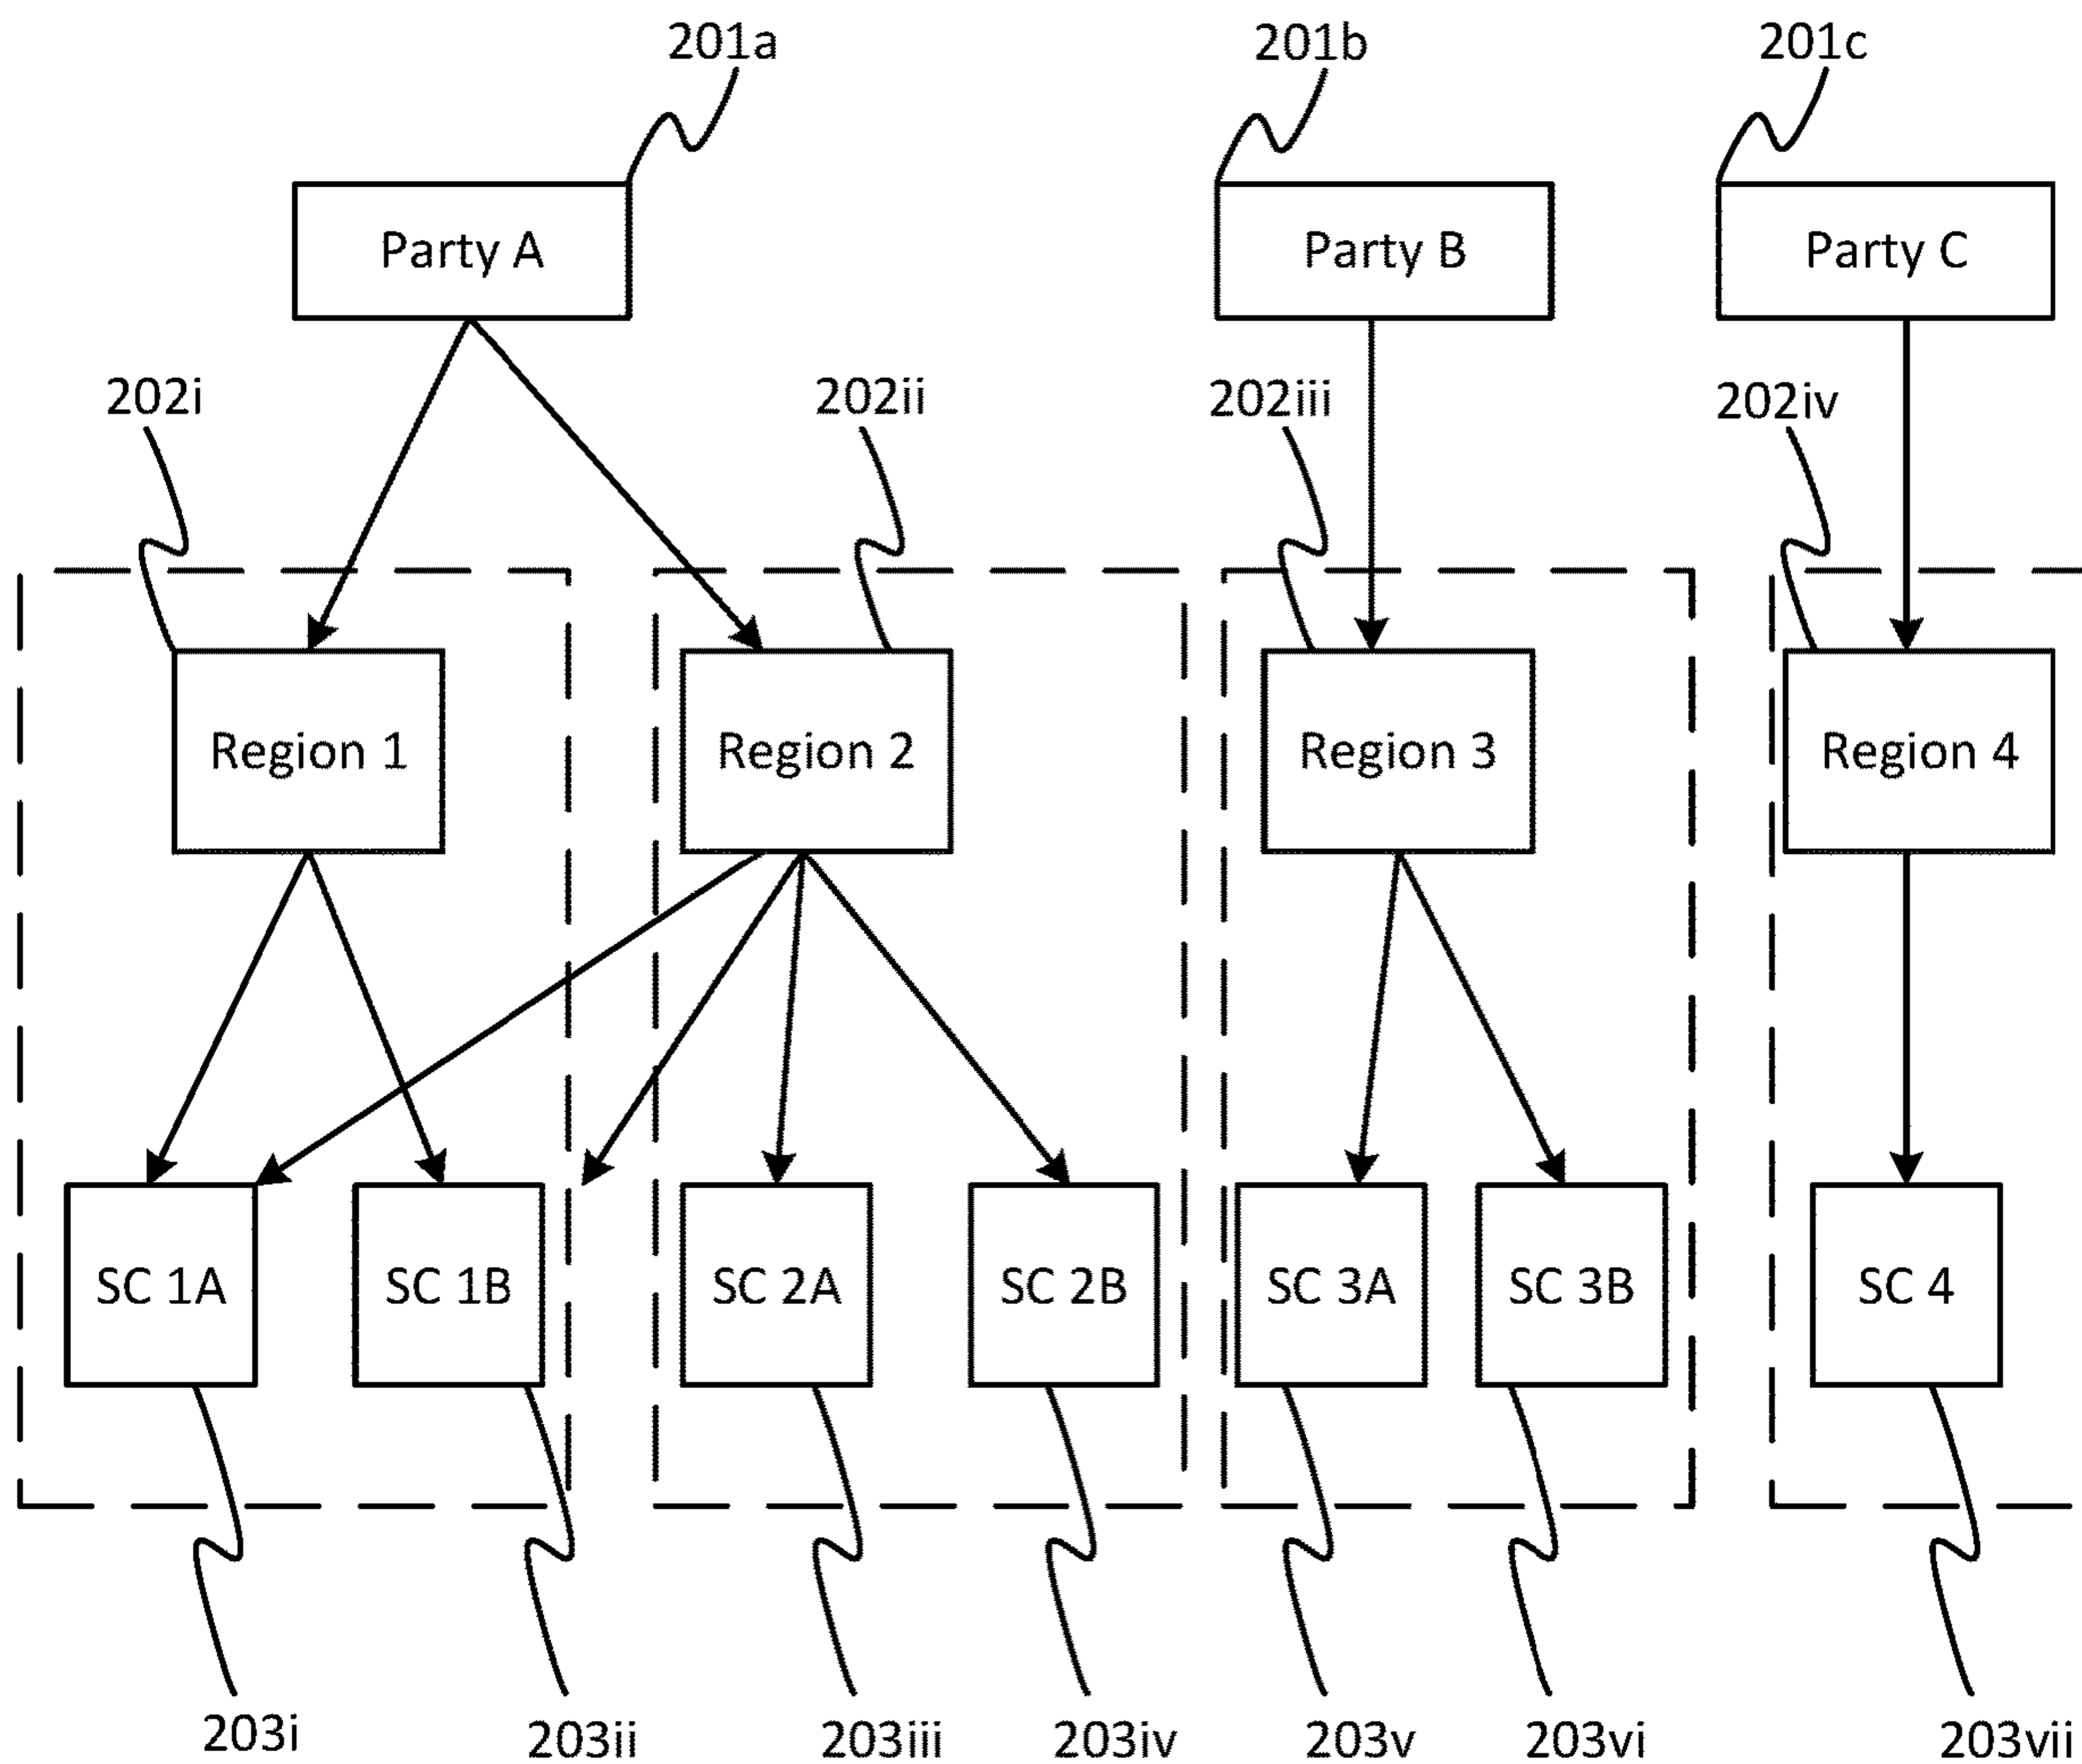 201a
201b
201c
Party A
Party B
Party C
202i
202ii
202iii
202iv
Region 1
Region 2
Region 3
Region 4
SC 1A
SC 1B
SC 2A
SC 2B
SC 3A
SC 3B
SC 4
203i
203ii
203iii
203iv
203v
203vi
203vii